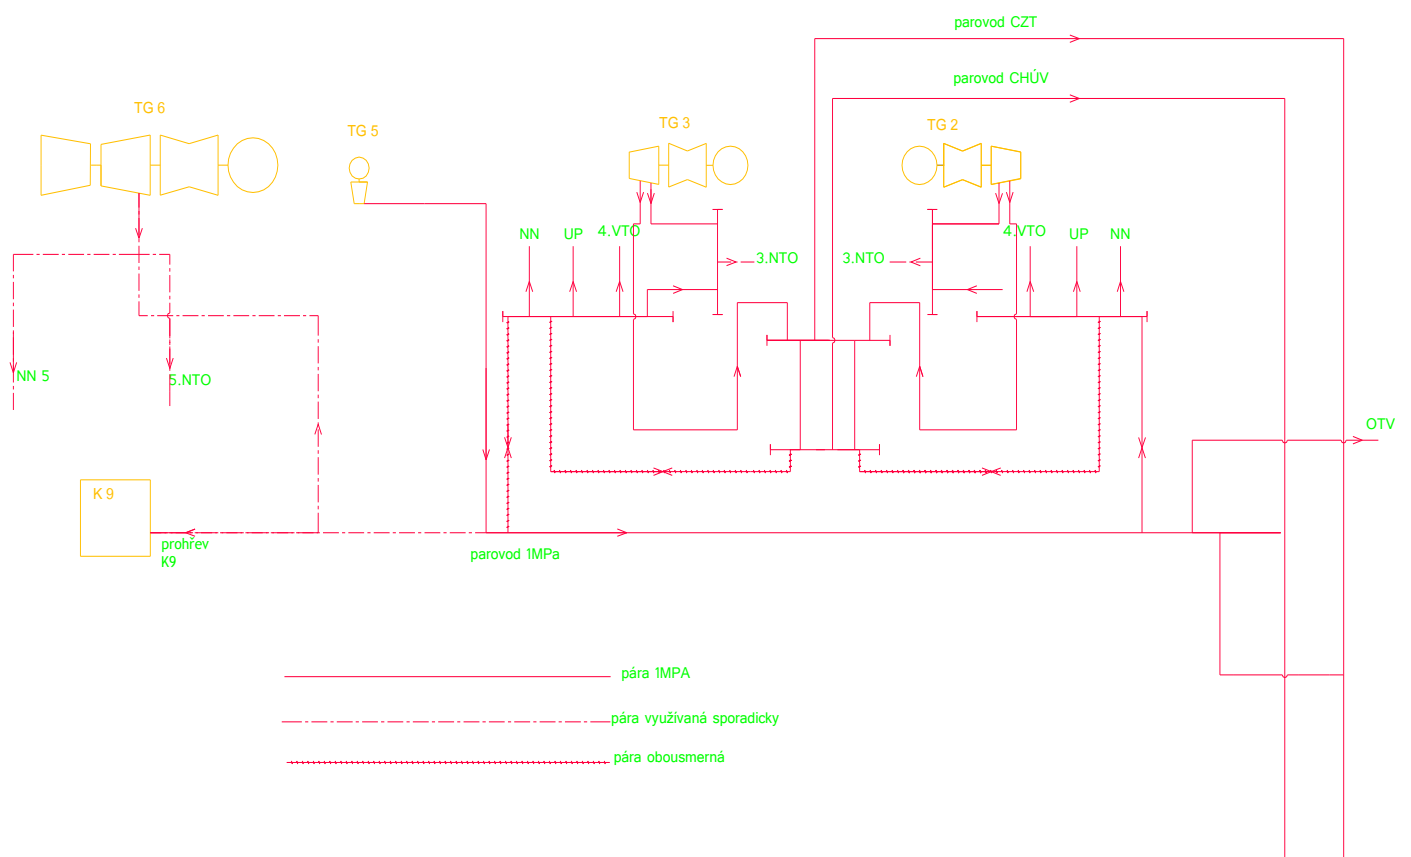 parovod CZT
parovod CHÚV
TG 6
TG 5
TG 3
TG 2
NN
UP
4.VTO
3.NTO
3.NTO
4.VTO
UP
NN
NN 5
5.NTO
OTV
K 9
prohřev
K9
parovod 1MPa
pára 1MPA
pára využívaná sporadicky
pára obousmerná